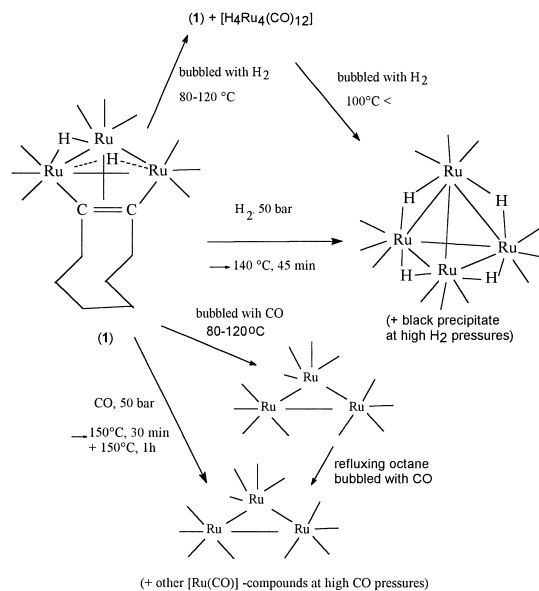 (1) + [H4Ru4(CO)12]
bubbled with H2
80-120 °C
bubbled with H2
100°C <
H
Ru
H
Ru
Ru
C
C
H2, 50 bar
→ 140 °C, 45 min
Ru
H
H
Ru
Ru
H
Ru
H
(+ black precipitate
at high H2 pressures)
(1)
bubbled wih CO
80-120°C
CO, 50 bar
→ 150°C, 30 min
+ 150°C, 1h
Ru
Ru
Ru
refluxing octane
bubbled with CO
Ru
Ru
Ru
(+ other [Ru(CO)] -compounds at high CO pressures)